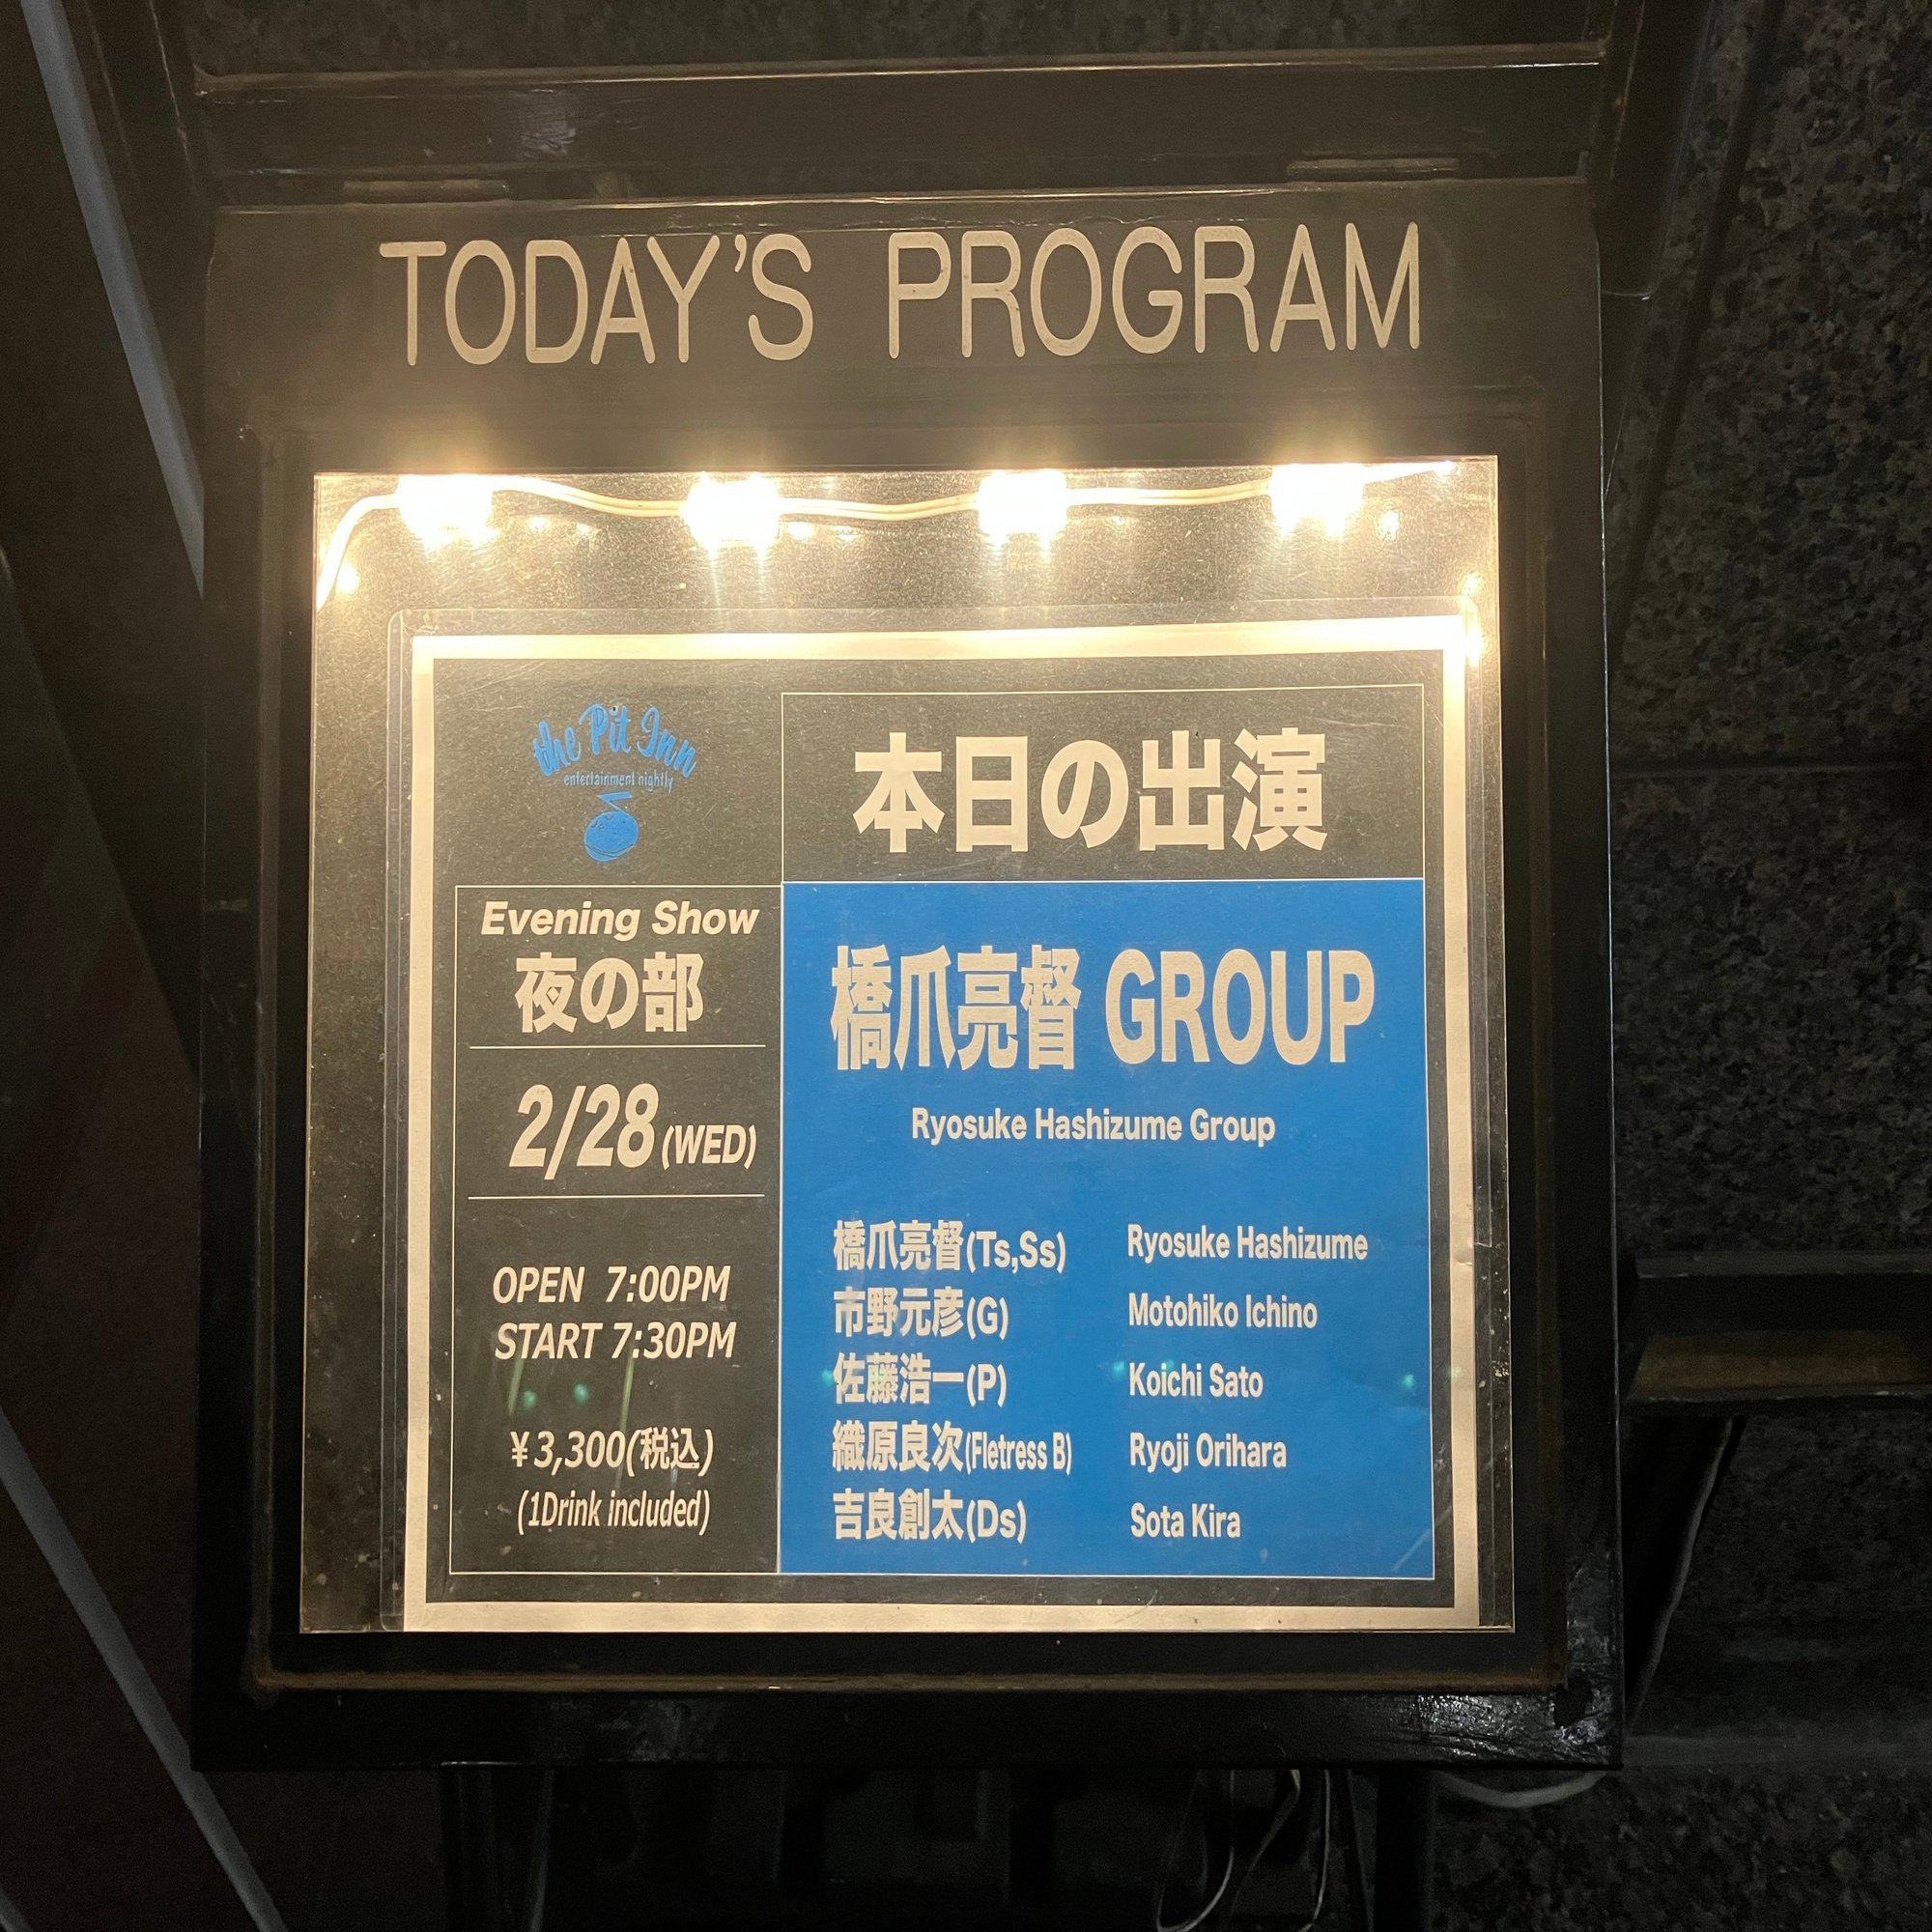 TODAY'S PROGRAM
the Pit Inn
entertainment nightly
本日の出演
Evening Show
夜の部
2/28(WED)
OPEN 7:00PM
START 7:30PM
¥3,300(税込)
(1Drink included)
橋爪亮督 GROUP
Ryosuke Hashizume Group
橋爪亮督(Ts,Ss) Ryosuke Hashizume
市野元彦(G) Motohiko Ichino
佐藤浩一(P) Koichi Sato
織原良次(Fletress B) Ryoji Orihara
吉良創太(Ds) Sota Kira